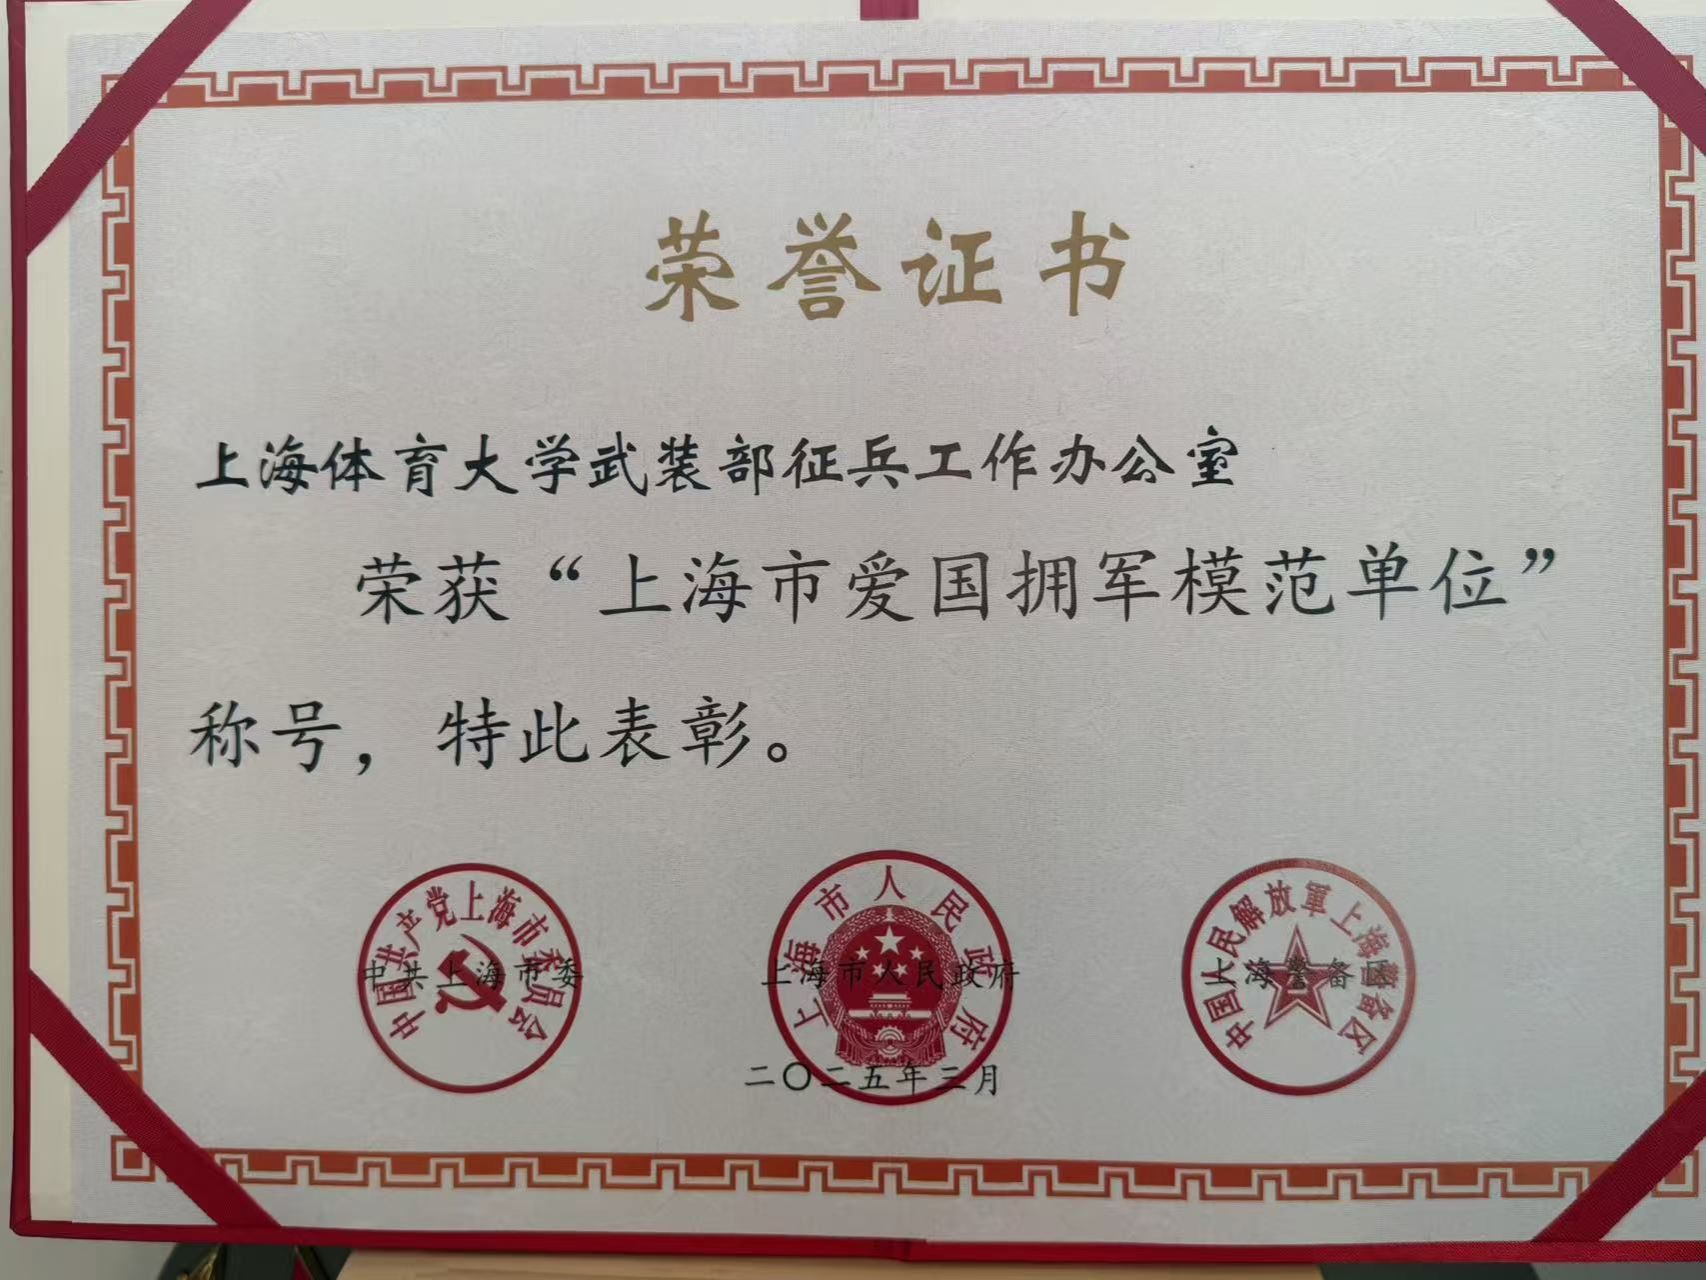 荣誉证书
上海体育大学武装部征兵工作办公室
荣获“上海市爱国拥军模范单位”
称号，特此表彰。
中国共产党上海市委员会
中共上海市委
上海市人民政府
上海市人民政府
中国人民解放軍上海警备区
上海警备区
二〇二五年三月